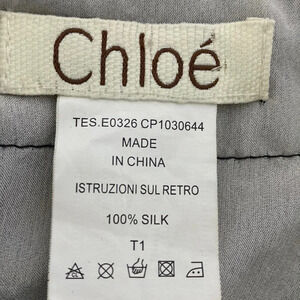 Chloé
TES.E0326 CP1030644
MADE
IN CHINA
ISTRUZIONI SUL RETRO
100% SILK
T1